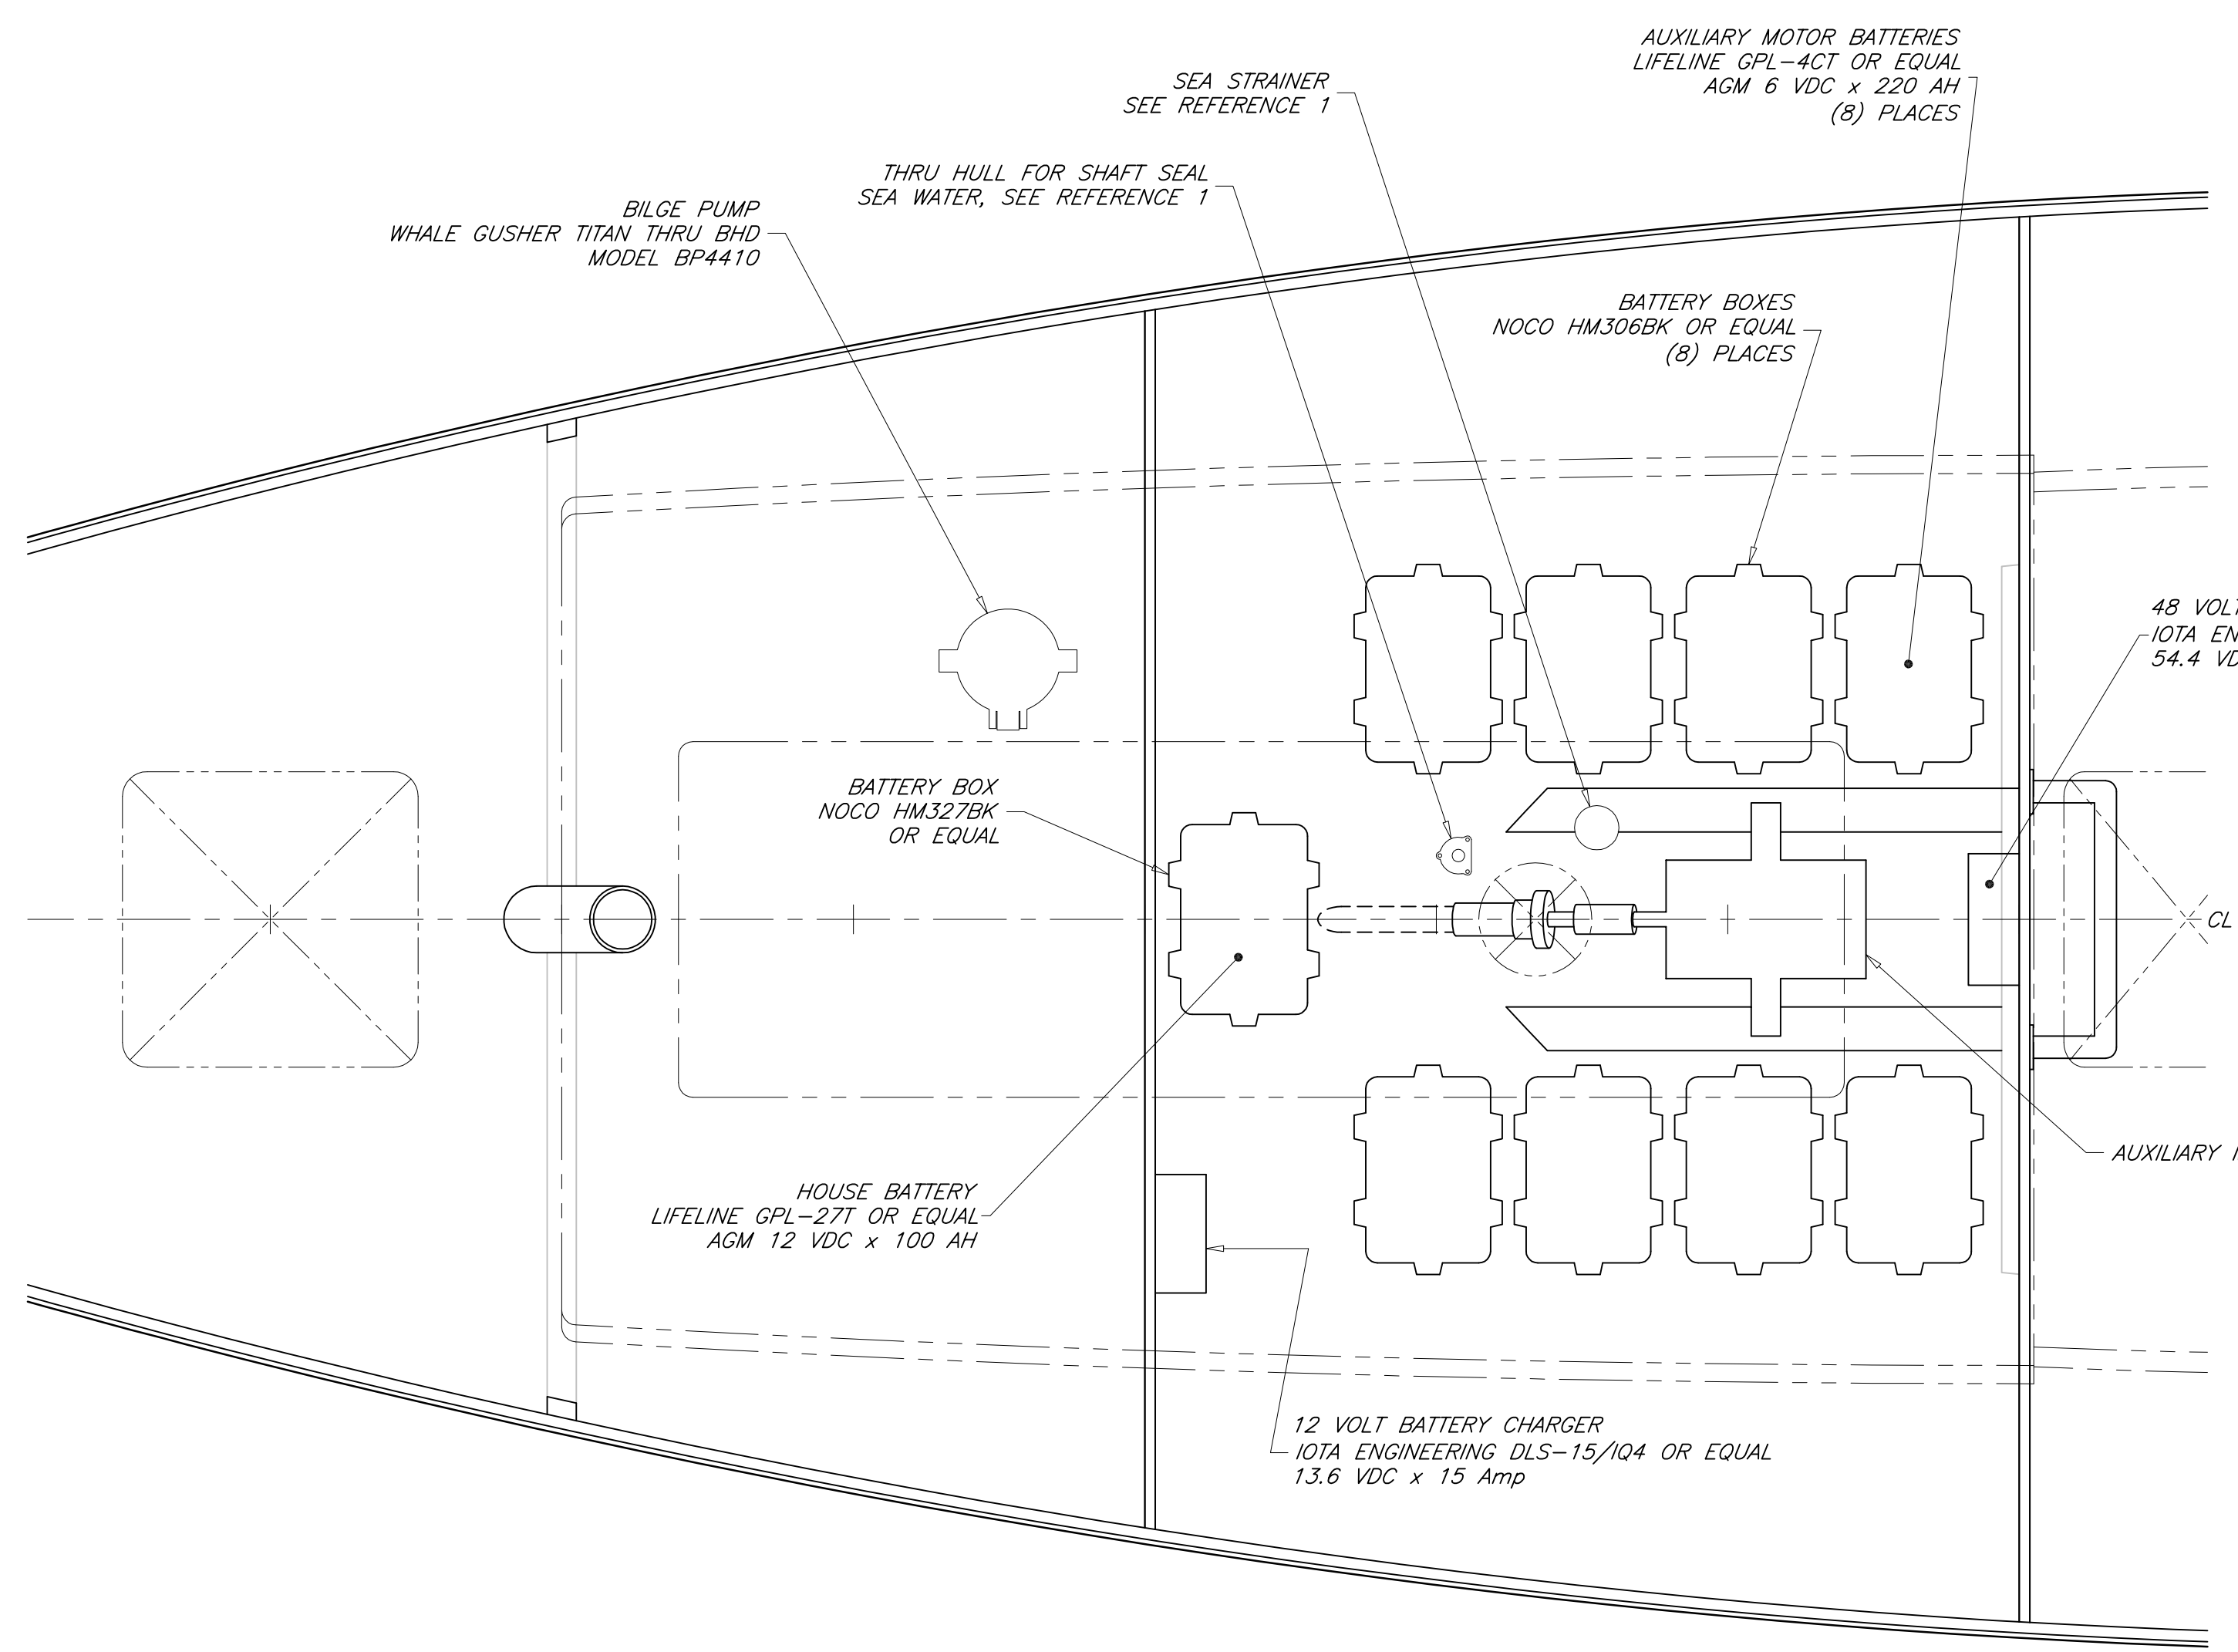 AUXILIARY MOTOR BATTERIES
LIFELINE GPL-4CT OR EQUAL
AGM 6 VDC x 220 AH
(8) PLACES
SEA STRAINER
SEE REFERENCE 1
THRU HULL FOR SHAFT SEAL
SEA WATER, SEE REFERENCE 1
BILGE PUMP
WHALE GUSHER TITAN THRU BHD
MODEL BP4410
BATTERY BOXES
NOCO HM306BK OR EQUAL
(8) PLACES
48 VOLT
IOTA EN
54.4 VD
BATTERY BOX
NOCO HM327BK
OR EQUAL
CL
AUXILIARY
HOUSE BATTERY
LIFELINE GPL-27T OR EQUAL
AGM 12 VDC x 100 AH
12 VOLT BATTERY CHARGER
IOTA ENGINEERING DLS-15/IQ4 OR EQUAL
13.6 VDC x 15 Amp